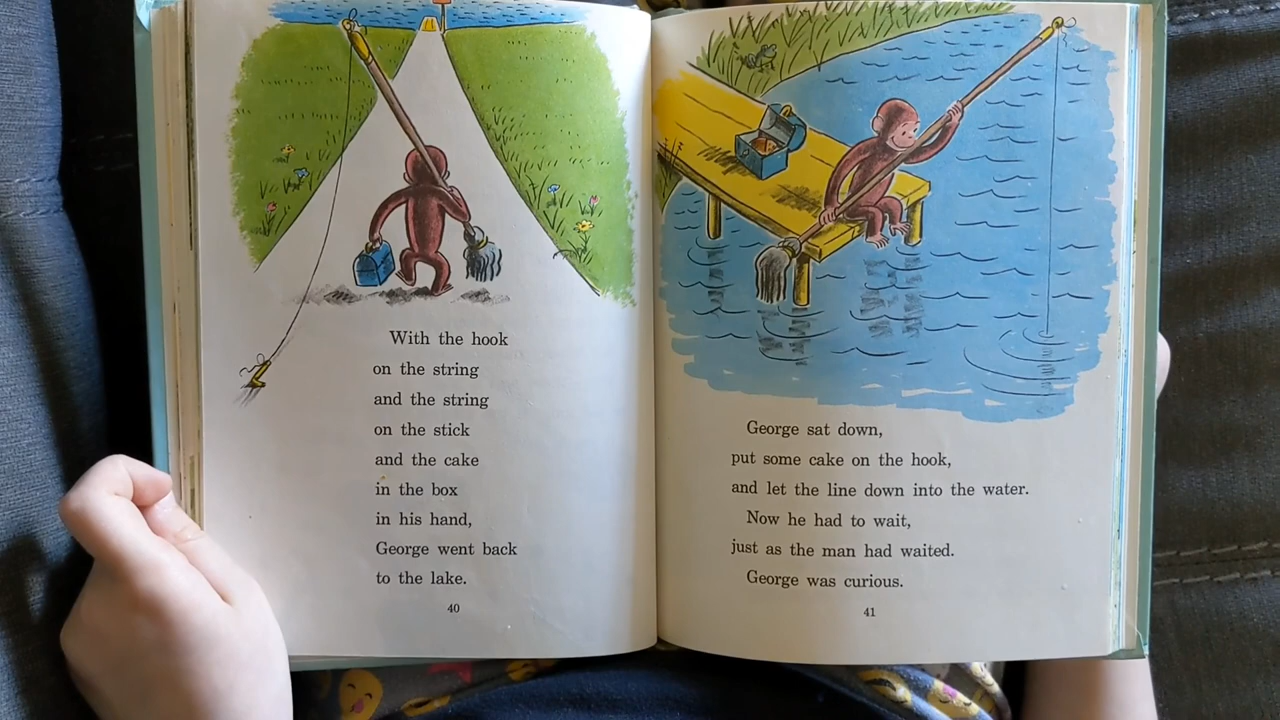 With the hook
on the string
and the string
on the stick
and the cake
in the box
in his hand,
George went back
to the lake.
40
George sat down,
put some cake on the hook,
and let the line down into the water.
Now he had to wait,
just as the man had waited.
George was curious.
41